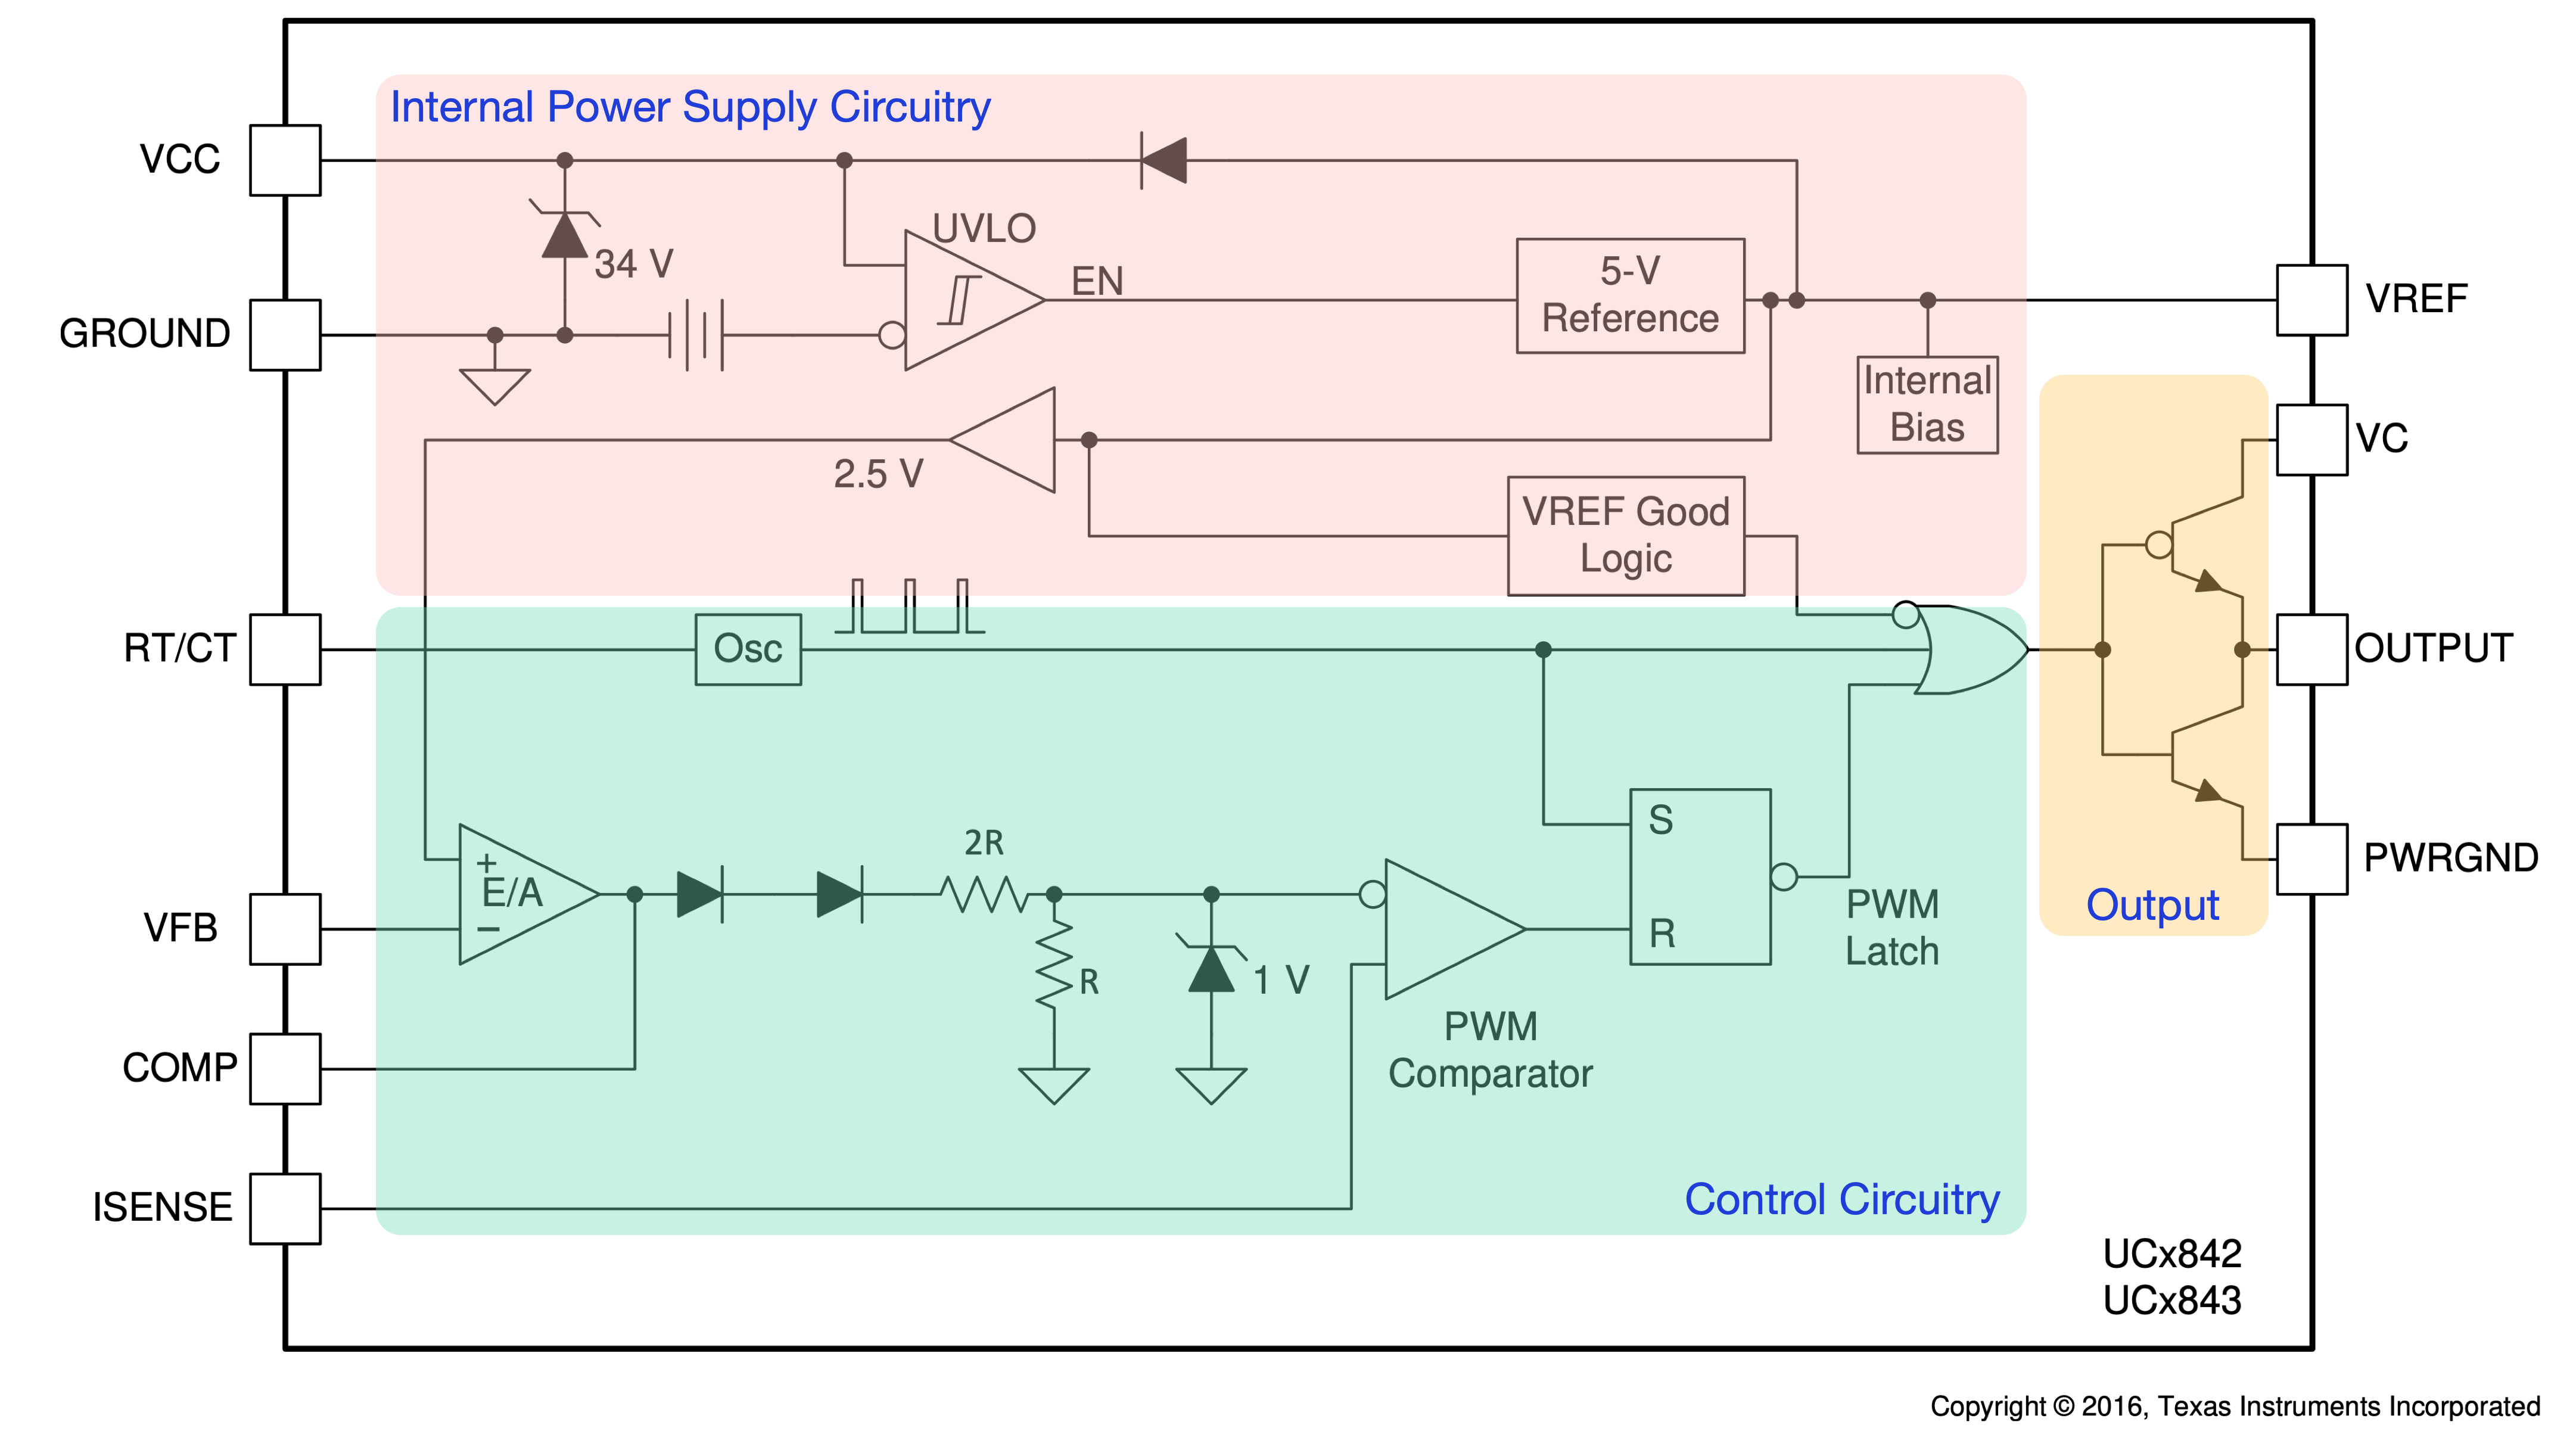 Internal Power Supply Circuitry
VCC
UVLO
34 V
EN
5-V
Reference
GROUND
VREF
Internal
Bias
VC
2.5 V
VREF Good
Logic
RT/CT
Osc
OUTPUT
S
2R
+
E/A
−
R
PWM
Latch
PWRGND
Output
VFB
R
1 V
PWM
Comparator
COMP
ISENSE
Control Circuitry
UCx842
UCx843
Copyright © 2016, Texas Instruments Incorporated